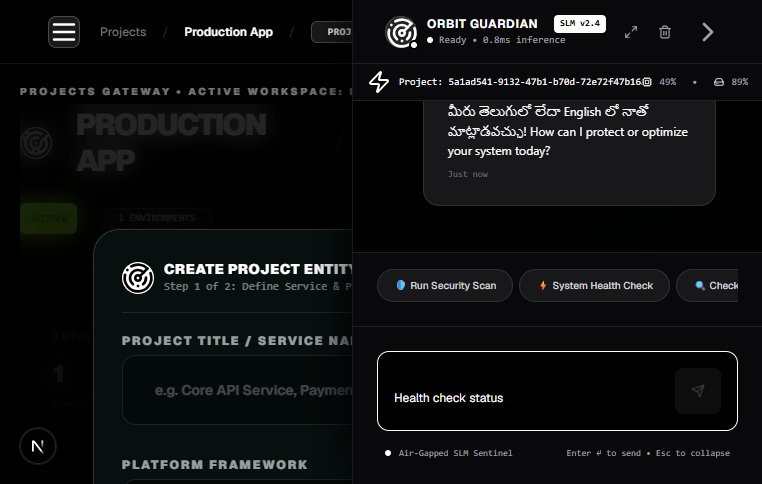 Projects / Production App / PROJ
PROJECTS GATEWAY • ACTIVE WORKSPACE:
PRODUCTION
APP
ACTIVE
1 ENVIRONMENTS
TOTAL
1
CREATE PROJECT ENTITY
Step 1 of 2: Define Service & P
PROJECT TITLE / SERVICE NA
e.g. Core API Service, Paymen
PLATFORM FRAMEWORK
N
ORBIT GUARDIAN SLM v2.4
Ready • 0.8ms inference
Project: 5a1ad541-9132-47b1-b70d-72e72f47b16 49% • 89%
మీరు తెలుగులో లేదా English లో నాతో
మాట్లాడవచ్చు! How can I protect or optimize
your system today?
Just now
Run Security Scan
System Health Check
Check
Health check status
Air-Gapped SLM Sentinel
Enter ↵ to send • Esc to collapse